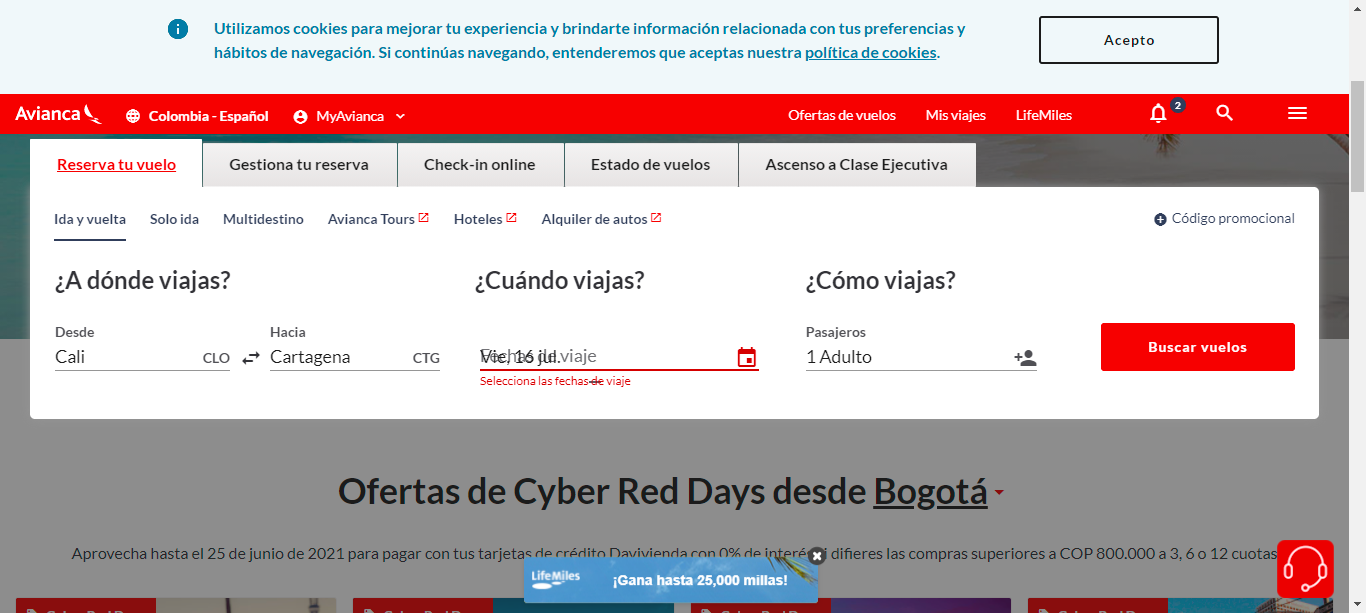 Utilizamos cookies para mejorar tu experiencia y brindarte información relacionada con tus preferencias y
hábitos de navegación. Si continúas navegando, entenderemos que aceptas nuestra política de cookies.
Acepto
Avianca Colombia - Español MyAvianca Ofertas de vuelos Mis viajes LifeMiles 2
Reserva tu vuelo Gestiona tu reserva Check-in online Estado de vuelos Ascenso a Clase Ejecutiva
Ida y vuelta Solo ida Multidestino Avianca Tours Hoteles Alquiler de autos Código promocional
¿A dónde viajas? ¿Cuándo viajas? ¿Cómo viajas?
Desde Hacia Pasajeros
Cali CLO Cartagena CTG Vie, 16 jul. Fechas de viaje 1 Adulto Buscar vuelos
Selecciona las fechas de viaje
Ofertas de Cyber Red Days desde Bogotá
Aprovecha hasta el 25 de junio de 2021 para pagar con tus tarjetas de crédito Davivienda con 0% de interés si difieres las compras superiores a COP 800.000 a 3, 6 o 12 cuotas
LifeMiles ¡Gana hasta 25,000 millas!